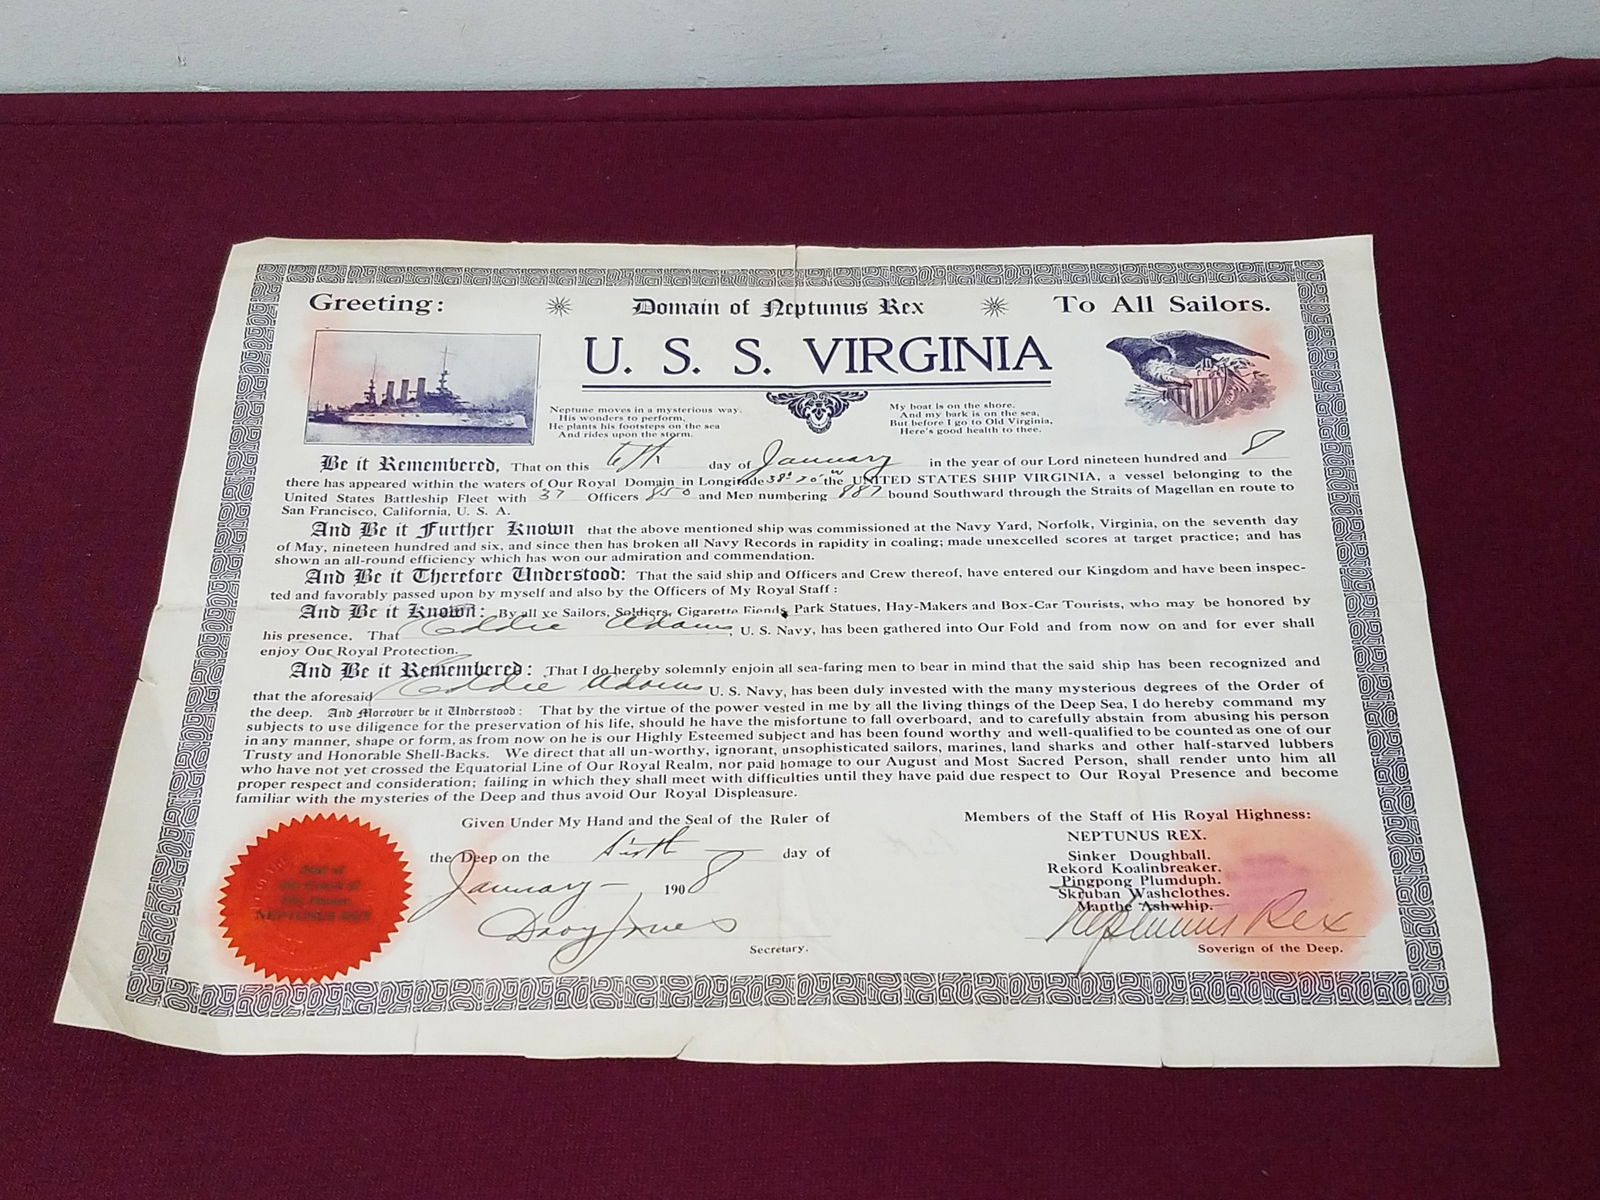 Greeting: Domain of Neptunus Rex To All Sailors.
U. S. S. VIRGINIA
Neptune moves in a mysterious way.
His wonders to perform,
He plants his footsteps on the sea
And rides upon the storm.
My boat is on the shore.
And my bark is on the sea,
But before I go to Old Virginia,
Here's good health to thee.
Be it Remembered, That on this 6th day of January in the year of our Lord nineteen hundred and 8
there has appeared within the waters of Our Royal Domain in Longitude 38° 20' w the UNITED STATES SHIP VIRGINIA, a vessel belonging to the
United States Battleship Fleet with 37 Officers 850 and Men numbering 887 bound Southward through the Straits of Magellan en route to
San Francisco, California, U. S. A.
And Be it Further Known that the above mentioned ship was commissioned at the Navy Yard, Norfolk, Virginia, on the seventh day
of May, nineteen hundred and six, and since then has broken all Navy Records in rapidity in coaling; made unexcelled scores at target practice; and has
shown an all-round efficiency which has won our admiration and commendation.
And Be it Therefore Understood: That the said ship and Officers and Crew thereof, have entered our Kingdom and have been inspec-
ted and favorably passed upon by myself and also by the Officers of My Royal Staff:
And Be it Known: By all ye Sailors, Soldiers, Cigarette Fiends, Park Statues, Hay-Makers and Box-Car Tourists, who may be honored by
his presence. That Eddie Adams, U. S. Navy, has been gathered into Our Fold and from now on and for ever shall
enjoy Our Royal Protection.
And Be it Remembered: That I do hereby solemnly enjoin all sea-faring men to bear in mind that the said ship has been recognized and
that the aforesaid Eddie Adams U. S. Navy, has been duly invested with the many mysterious degrees of the Order of
the deep. And Moreover be it Understood: That by the virtue of the power vested in me by all the living things of the Deep Sea, I do hereby command my
subjects to use diligence for the preservation of his life, should he have the misfortune to fall overboard, and to carefully abstain from abusing his person
in any manner, shape or form, as from now on he is our Highly Esteemed subject and has been found worthy and well-qualified to be counted as one of our
Trusty and Honorable Shell-Backs. We direct that all un-worthy, ignorant, unsophisticated sailors, marines, land sharks and other half-starved lubbers
who have not yet crossed the Equatorial Line of Our Royal Realm, nor paid homage to our August and Most Sacred Person, shall render unto him all
proper respect and consideration; failing in which they shall meet with difficulties until they have paid due respect to Our Royal Presence and become
familiar with the mysteries of the Deep and thus avoid Our Royal Displeasure.
Given Under My Hand and the Seal of the Ruler of
the Deep on the sixth day of
January 1908
Davy Jones
Secretary.
Seal of
NEPTUNUS REX
Members of the Staff of His Royal Highness:
NEPTUNUS REX.
Sinker Doughball.
Rekord Koalinbreaker.
Pingpong Plumduph.
Skruban Washclothes.
Manthe Ashwhip.
Neptunus Rex
Soverign of the Deep.